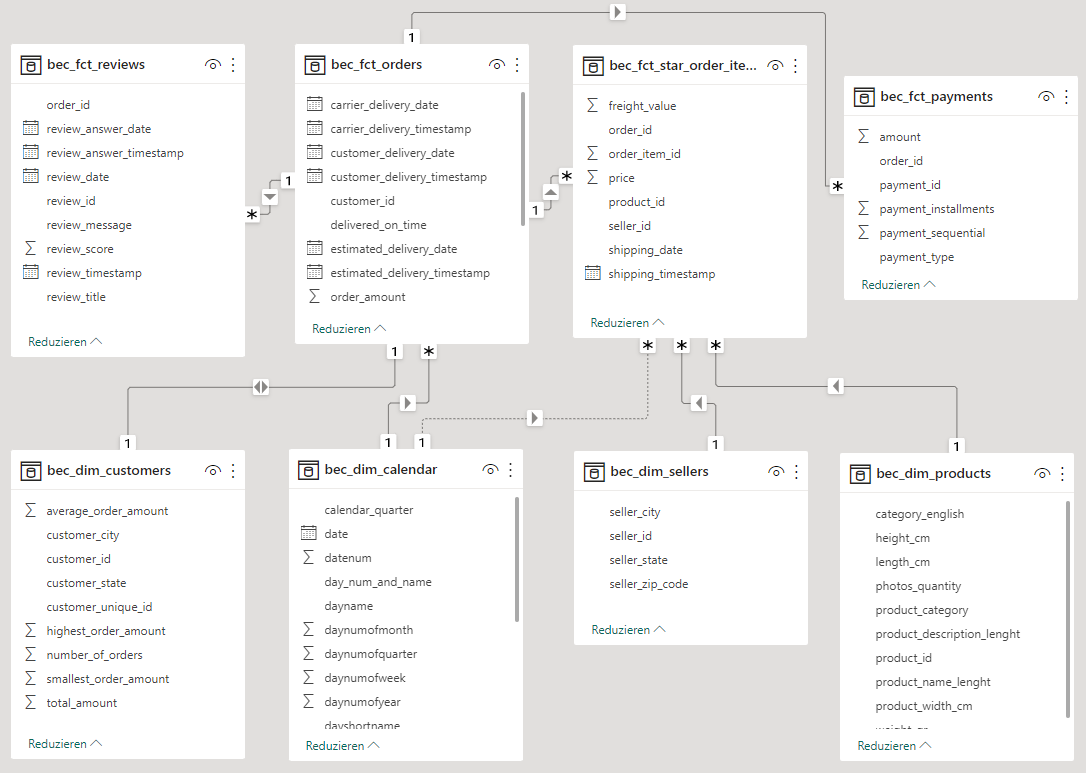 1
bec_fct_reviews
order_id
review_answer_date
review_answer_timestamp
review_date
review_id
review_message
review_score
review_timestamp
review_title
Reduzieren
*
1
bec_fct_orders
carrier_delivery_date
carrier_delivery_timestamp
customer_delivery_date
customer_delivery_timestamp
customer_id
delivered_on_time
estimated_delivery_date
estimated_delivery_timestamp
order_amount
Reduzieren
1
*
bec_fct_star_order_ite...
freight_value
order_id
order_item_id
price
product_id
seller_id
shipping_date
shipping_timestamp
Reduzieren
*
bec_fct_payments
amount
order_id
payment_id
payment_installments
payment_sequential
payment_type
Reduzieren
1
*
*
*
*
1
1
1
1
1
bec_dim_customers
average_order_amount
customer_city
customer_id
customer_state
customer_unique_id
highest_order_amount
number_of_orders
smallest_order_amount
total_amount
Reduzieren
bec_dim_calendar
calendar_quarter
date
datenum
day_num_and_name
dayname
daynumofmonth
daynumofquarter
daynumofweek
daynumofyear
dayshortname
Reduzieren
bec_dim_sellers
seller_city
seller_id
seller_state
seller_zip_code
Reduzieren
bec_dim_products
category_english
height_cm
length_cm
photos_quantity
product_category
product_description_lenght
product_id
product_name_lenght
product_width_cm
Reduzieren